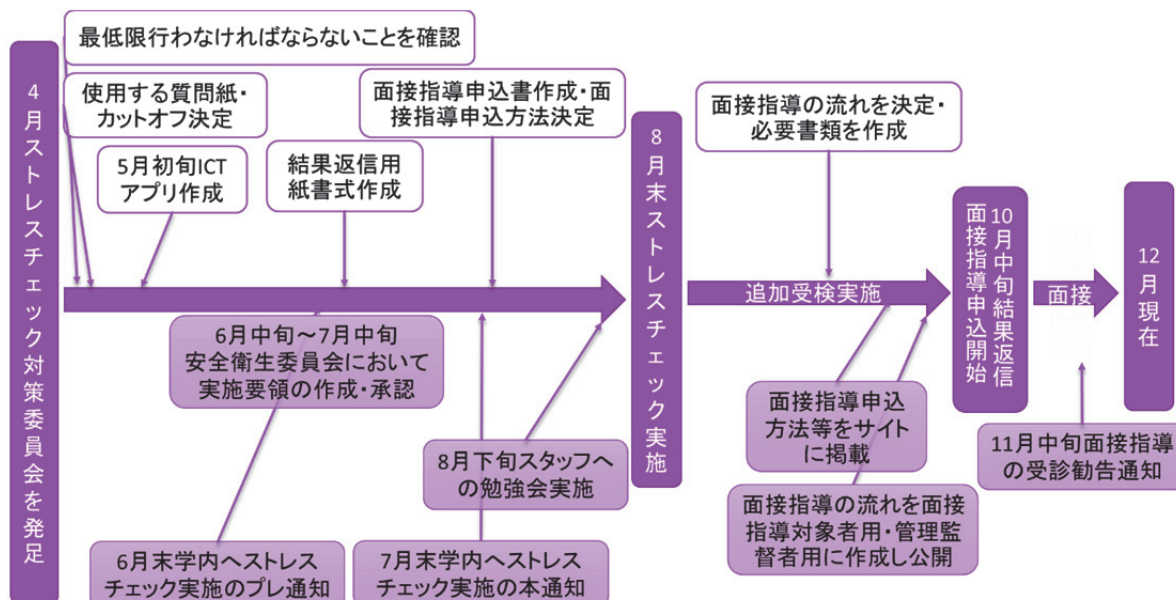 4月ストレスチェック対策委員会を発足
最低限行わなければならないことを確認
使用する質問紙・
カットオフ決定
5月初旬ICT
アプリ作成
結果返信用
紙書式作成
面接指導申込書作成・面
接指導申込方法決定
6月中旬～7月中旬
安全衛生委員会において
実施要領の作成・承認
8月下旬スタッフへ
の勉強会実施
6月末学内へストレス
チェック実施のプレ通知
7月末学内へストレス
チェック実施の本通知
8月末ストレスチェック実施
面接指導の流れを決定・
必要書類を作成
追加受検実施
面接指導申込
方法等をサイト
に掲載
面接指導の流れを面接
指導対象者用・管理監
督者用に作成し公開
10月中旬結果返信
面接指導申込開始
面接
11月中旬面接指導
の受診勧告通知
12月現在